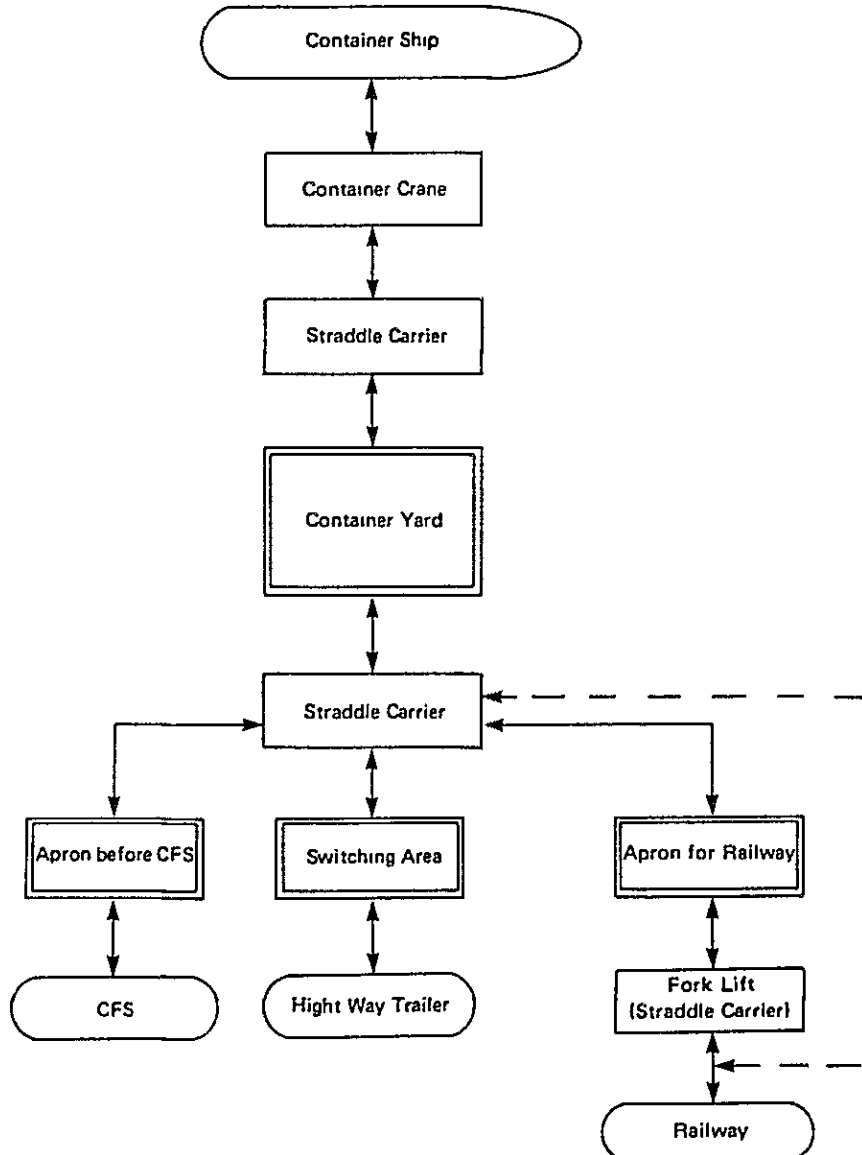 Container Ship
Container Crane
Straddle Carrier
Container Yard
Straddle Carrier
Apron before CFS
Switching Area
Apron for Railway
CFS
Hight Way Trailer
Fork Lift
(Straddle Carrier)
Railway